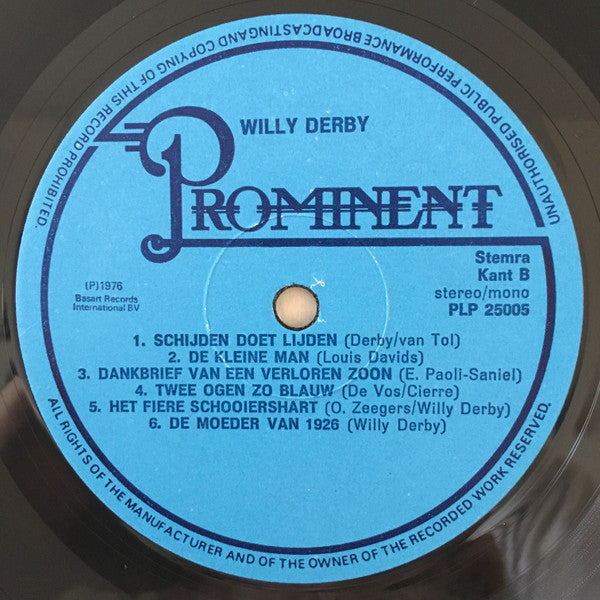 UNAUTHORISED PUBLIC PERFORMANCE BROADCASTINGAND COPYING OF THIS RECORD PROHIBITED.
WILLY DERBY
PROMINENT
Stemra
Kant B
stereo/mono
PLP 25005
(P)1976
Basart Records
International BV
1. SCHIJDEN DOET LIJDEN (Derby/van Tol)
2. DE KLEINE MAN (Louis Davids)
3. DANKBRIEF VAN EEN VERLOREN ZOON (E. Paoli-Saniel)
4. TWEE OGEN ZO BLAUW (De Vos/Cierre)
5. HET FIERE SCHOOIERSHART (O. Zeegers/Willy Derby)
6. DE MOEDER VAN 1926 (Willy Derby)
ALL RIGHTS OF THE MANUFACTURER AND OF THE OWNER OF THE RECORDED WORK RESERVED.